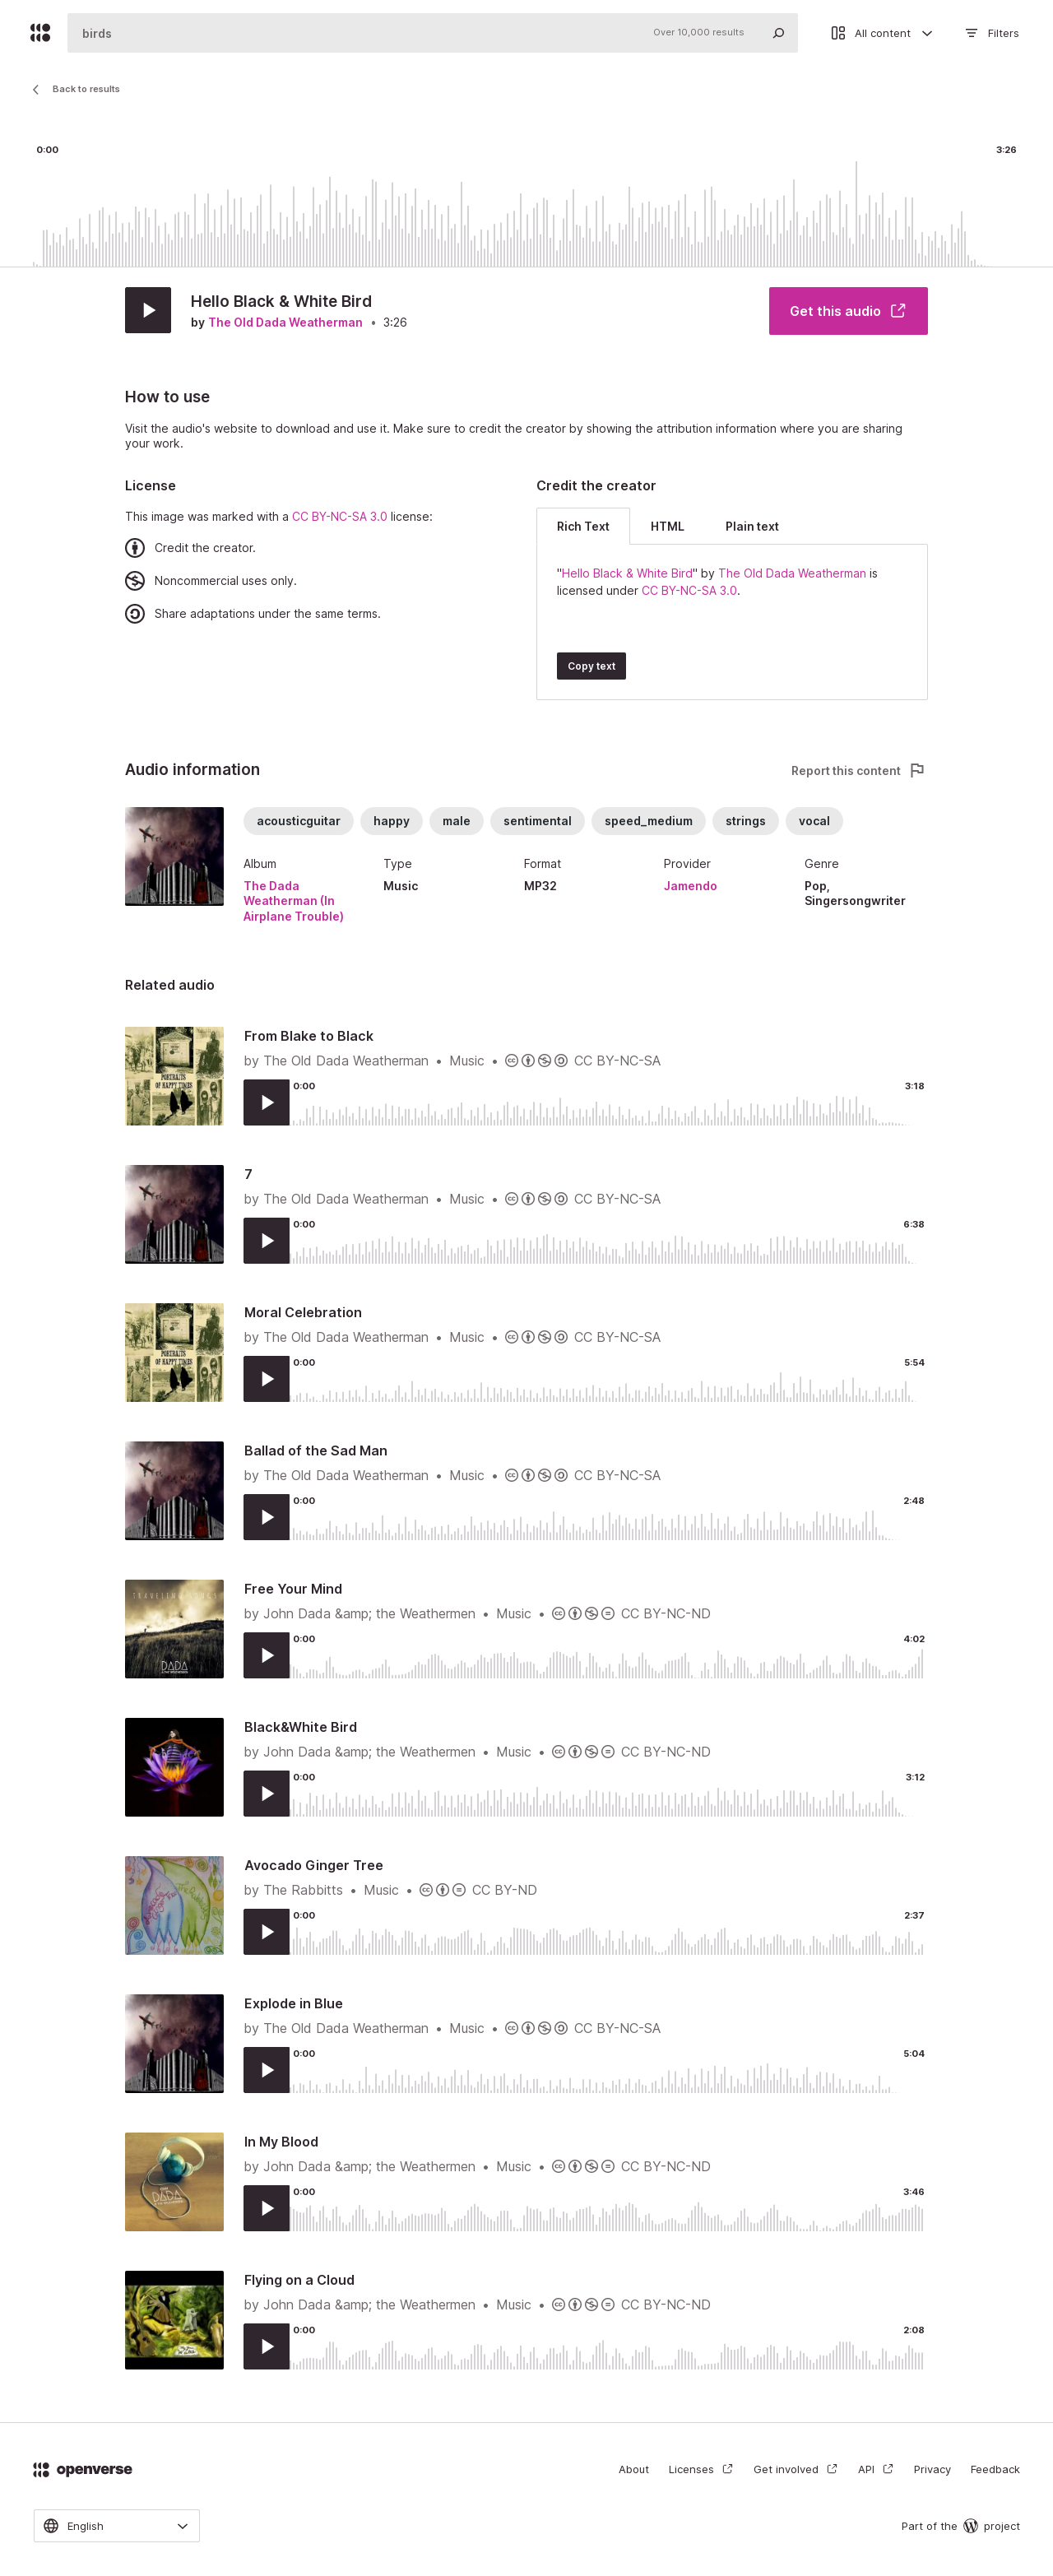 birds Over 10,000 results All content Filters
Back to results
0:00 3:26
Hello Black & White Bird
by The Old Dada Weatherman • 3:26
Get this audio
How to use
Visit the audio's website to download and use it. Make sure to credit the creator by showing the attribution information where you are sharing
your work.
License
This image was marked with a CC BY-NC-SA 3.0 license:
Credit the creator.
Noncommercial uses only.
Share adaptations under the same terms.
Credit the creator
Rich Text HTML Plain text
"Hello Black & White Bird" by The Old Dada Weatherman is
licensed under CC BY-NC-SA 3.0.
Copy text
Audio information
Report this content
acousticguitar happy male sentimental speed_medium strings vocal
Album Type Format Provider Genre
The Dada Music MP32 Jamendo Pop,
Weatherman (In Singersongwriter
Airplane Trouble)
Related audio
From Blake to Black
by The Old Dada Weatherman • Music • CC BY-NC-SA
0:00 3:18
PORTRAITS
OF HAPPY TIMES
7
by The Old Dada Weatherman • Music • CC BY-NC-SA
0:00 6:38
Moral Celebration
by The Old Dada Weatherman • Music • CC BY-NC-SA
0:00 5:54
PORTRAITS
OF HAPPY TIMES
Ballad of the Sad Man
by The Old Dada Weatherman • Music • CC BY-NC-SA
0:00 2:48
Free Your Mind
by John Dada &amp; the Weathermen • Music • CC BY-NC-ND
0:00 4:02
DADA
Black&White Bird
by John Dada &amp; the Weathermen • Music • CC BY-NC-ND
0:00 3:12
Avocado Ginger Tree
by The Rabbitts • Music • CC BY-ND
0:00 2:37
Explode in Blue
by The Old Dada Weatherman • Music • CC BY-NC-SA
0:00 5:04
In My Blood
by John Dada &amp; the Weathermen • Music • CC BY-NC-ND
0:00 3:46
DADA
Flying on a Cloud
by John Dada &amp; the Weathermen • Music • CC BY-NC-ND
0:00 2:08
openverse
About Licenses Get involved API Privacy Feedback
English
Part of the project